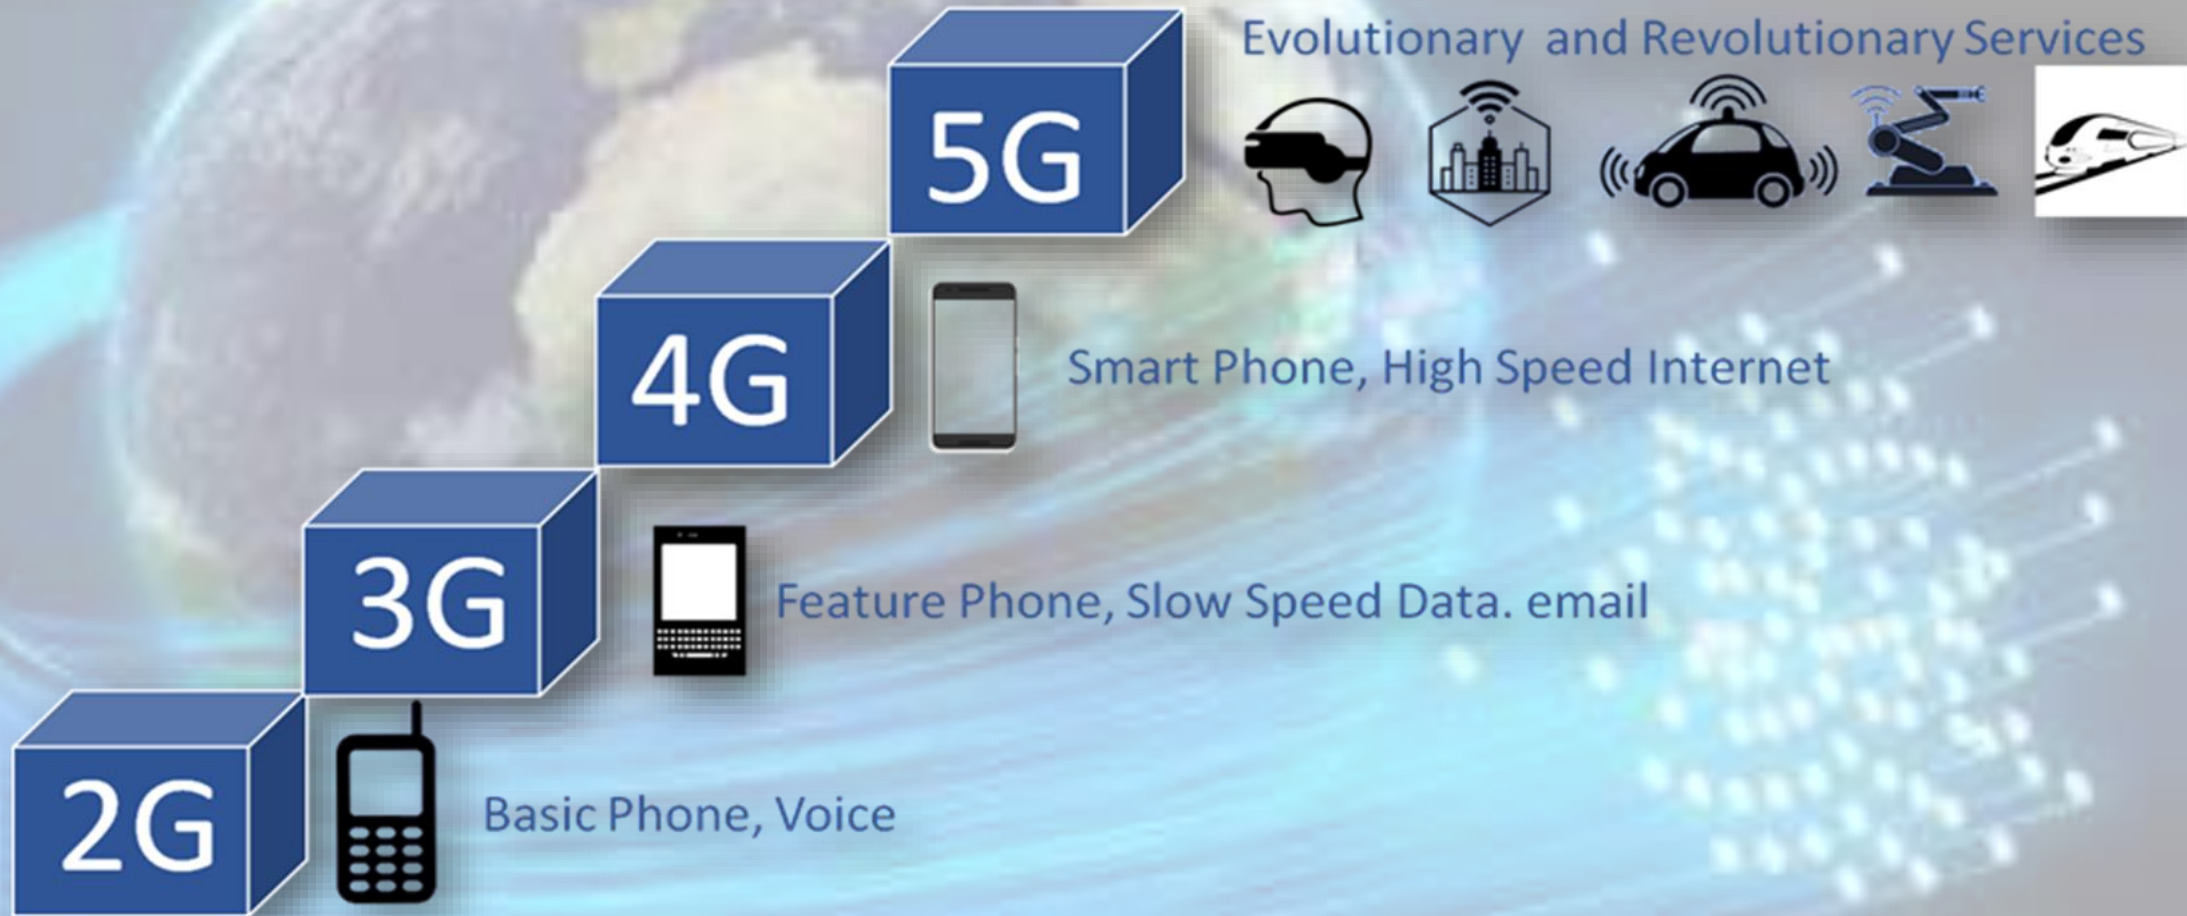 5G
Evolutionary and Revolutionary Services
4G
Smart Phone, High Speed Internet
3G
Feature Phone, Slow Speed Data. email
2G
Basic Phone, Voice